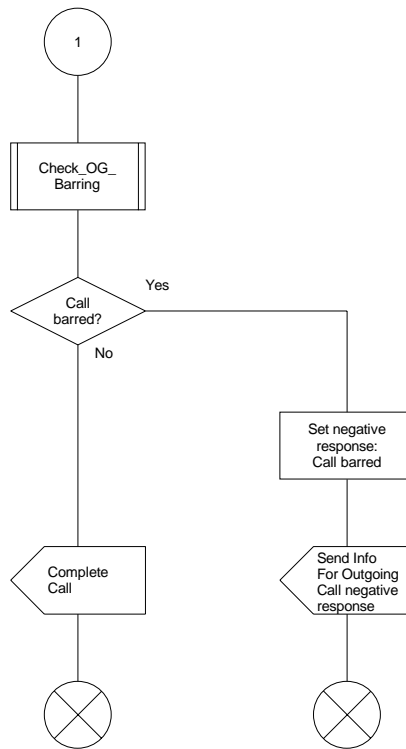 1
Check_OG_
Barring
Call
barred?
Yes
No
Set negative
response:
Call barred
Complete
Call
Send Info
For Outgoing
Call negative
response